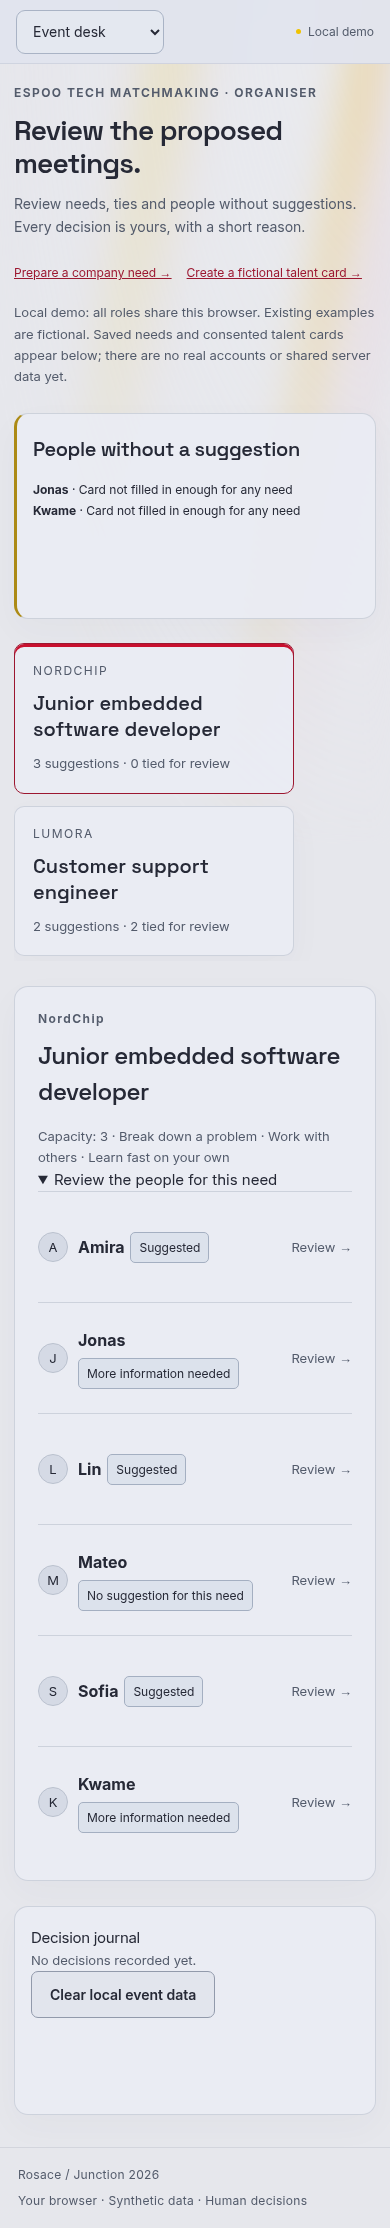 Event desk
Local demo
ESPOO TECH MATCHMAKING · ORGANISER
Review the proposed
meetings.
Review needs, ties and people without suggestions.
Every decision is yours, with a short reason.
Prepare a company need → Create a fictional talent card →
Local demo: all roles share this browser. Existing examples
are fictional. Saved needs and consented talent cards
appear below; there are no real accounts or shared server
data yet.
People without a suggestion
Jonas · Card not filled in enough for any need
Kwame · Card not filled in enough for any need
NORDCHIP
Junior embedded
software developer
3 suggestions · 0 tied for review
LUMORA
Customer support
engineer
2 suggestions · 2 tied for review
NordChip
Junior embedded software
developer
Capacity: 3 · Break down a problem · Work with
others · Learn fast on your own
▼ Review the people for this need
A Amira Suggested Review →
Jonas
J More information needed Review →
L Lin Suggested Review →
Mateo
M No suggestion for this need Review →
S Sofia Suggested Review →
Kwame
K More information needed Review →
Decision journal
No decisions recorded yet.
Clear local event data
Rosace / Junction 2026
Your browser · Synthetic data · Human decisions